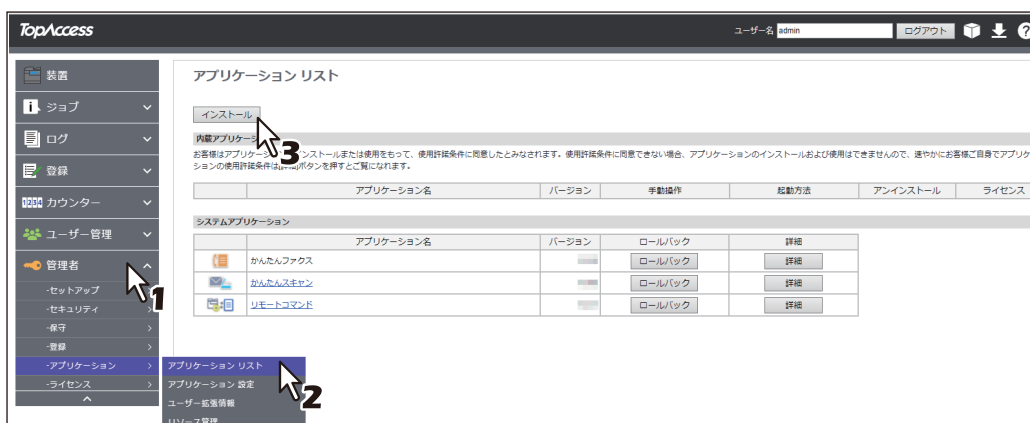 TopAccess
ユーザー名 admin ログアウト ?
装置
ジョブ
ログ
登録
1234 カウンター
ユーザー管理
管理者
-セットアップ
-セキュリティ
-保守
-登録
-アプリケーション
-ライセンス
1
アプリケーション リスト
アプリケーション 設定
ユーザー拡張情報
リソース管理
2
アプリケーション リスト
インストール
3
内蔵アプリケーシ
お客様はアプリケーシ ンストールまたは使用をもって、使用許諾条件に同意したとみなされます。使用許諾条件に同意できない場合、アプリケーションのインストールおよび使用はできませんので、速やかにお客様ご自身でアプリケ
ションの使用許諾条件は[詳細]ボタンを押すとご覧になれます。
アプリケーション名 バージョン 手動操作 起動方法 アンインストール ライセンス
システムアプリケーション
アプリケーション名 バージョン ロールバック 詳細
かんたんファクス ロールバック 詳細
かんたんスキャン ロールバック 詳細
リモートコマンド ロールバック 詳細